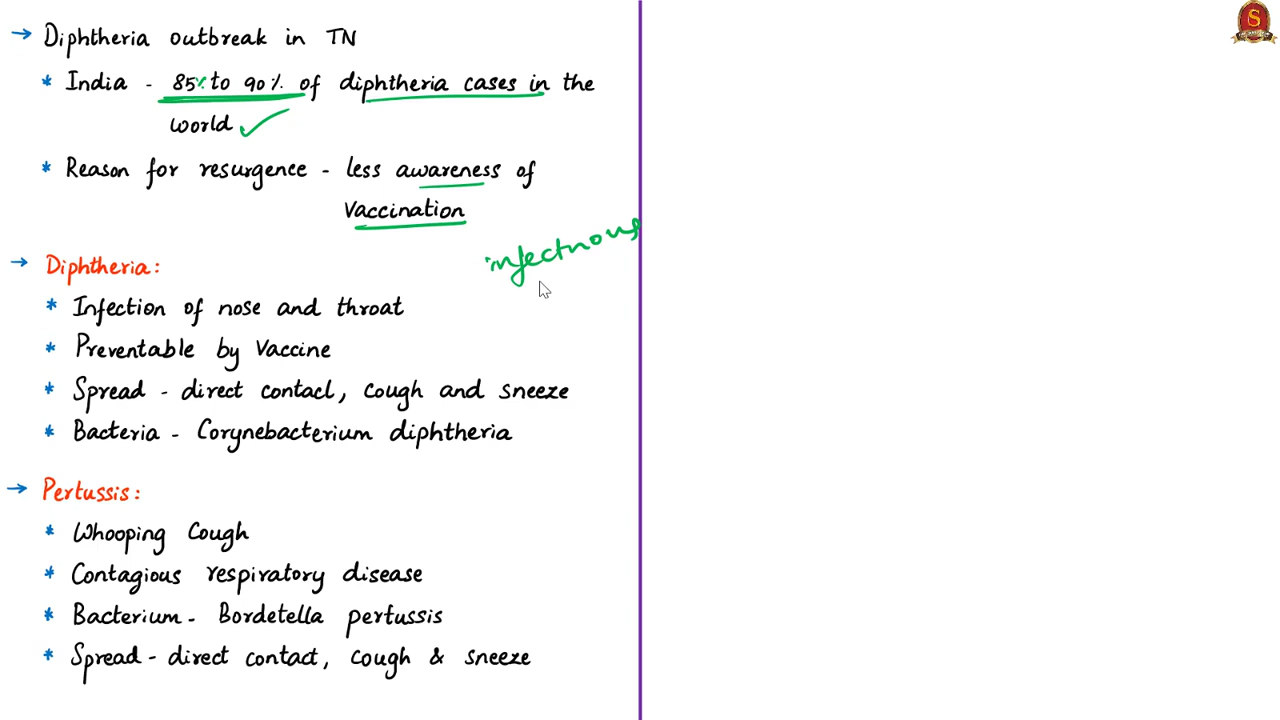 → Diphtheria outbreak in TN
* India - 85% to 90% of diphtheria cases in the
world ✓
* Reason for resurgence - less awareness of
Vaccination
infectious
→ Diphtheria:
* Infection of nose and throat
* Preventable by Vaccine
* Spread - direct contact, cough and sneeze
* Bacteria - Corynebacterium diphtheria
→ Pertussis:
* Whooping Cough
* Contagious respiratory disease
* Bacterium - Bordetella pertussis
* Spread - direct contact, cough & sneeze
S